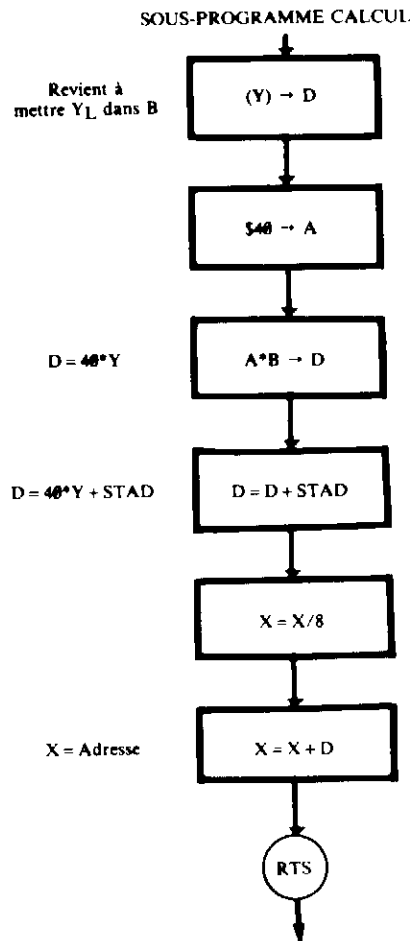 SOUS-PROGRAMME CALCUL
Revient à
mettre YL dans B
(Y) → D
$40 → A
D = 40*Y
A*B → D
D = 40*Y + STAD
D = D + STAD
X = X/8
X = Adresse
X = X + D
RTS